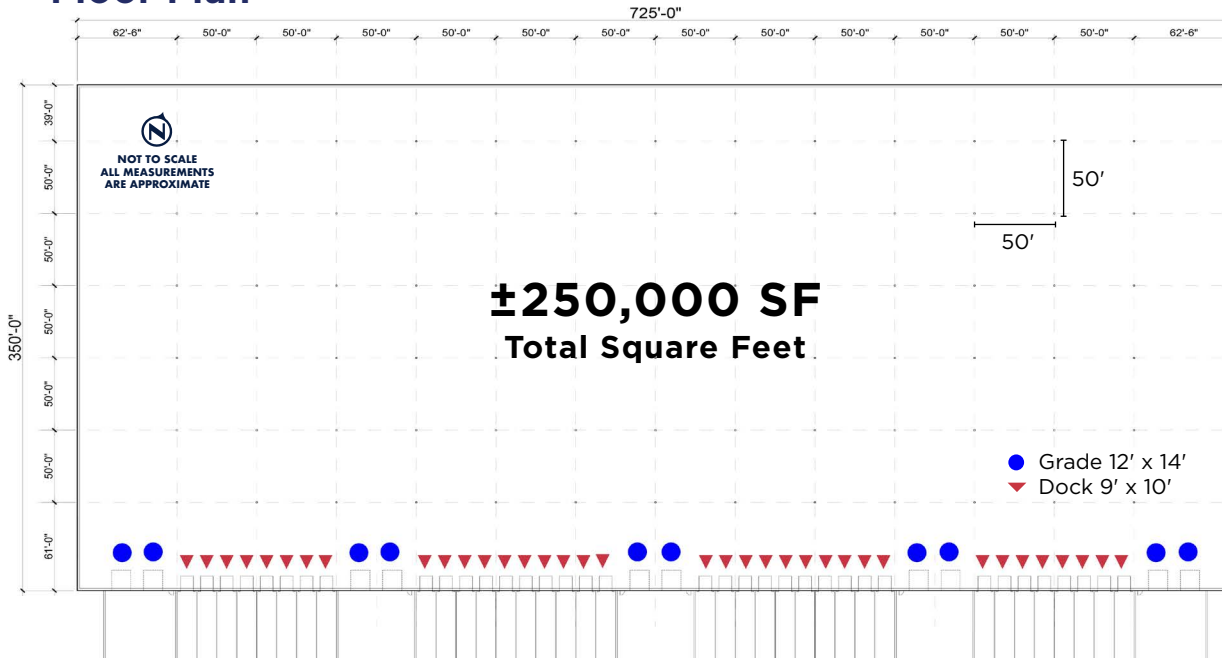 725'-0"
62'-6" 50'-0" 50'-0" 50'-0" 50'-0" 50'-0" 50'-0" 50'-0" 50'-0" 50'-0" 50'-0" 50'-0" 50'-0" 62'-6"
350'-0"
39'-0"
50'-0"
50'-0"
50'-0"
50'-0"
50'-0"
61'-0"
N
NOT TO SCALE
ALL MEASUREMENTS
ARE APPROXIMATE
50'
50'
±250,000 SF
Total Square Feet
Grade 12' x 14'
Dock 9' x 10'